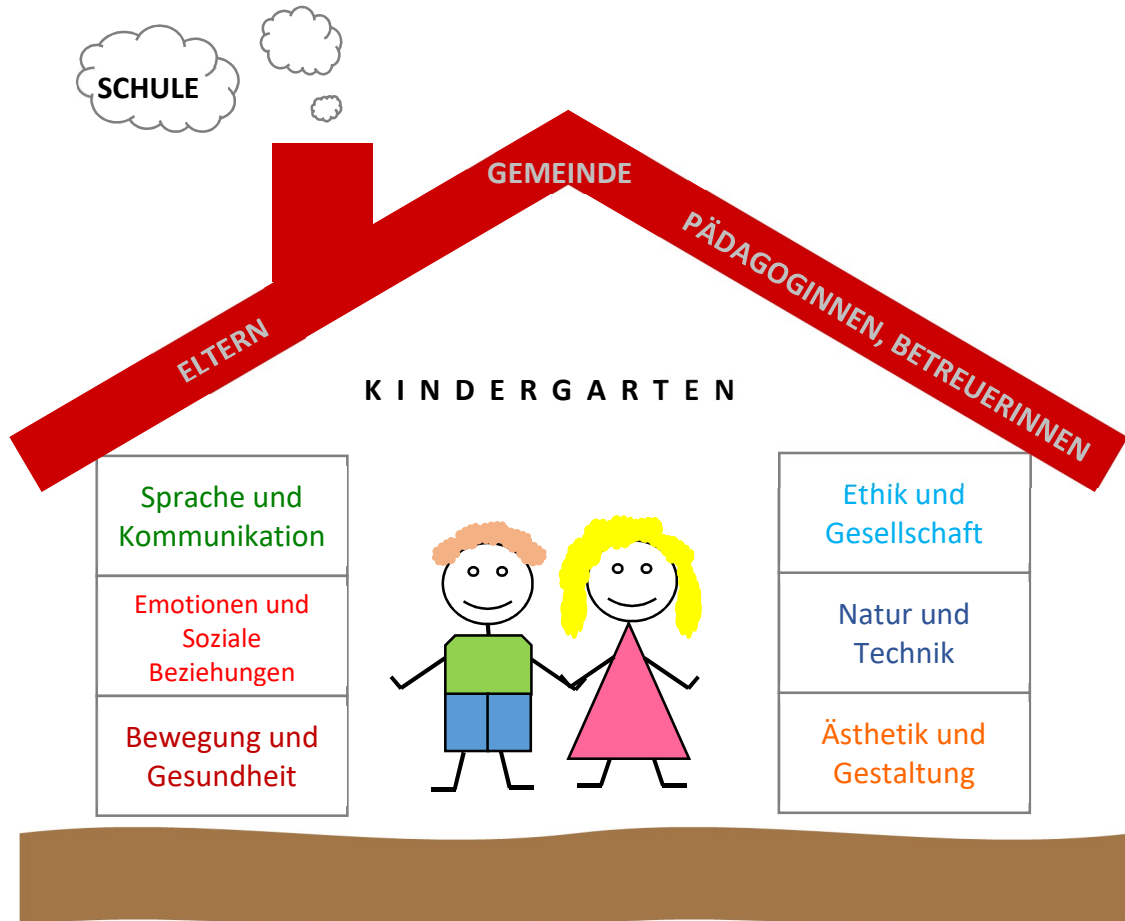 SCHULE
GEMEINDE
PÄDAGOGINNEN, BETREUERINNEN
ELTERN
KINDERGARTEN
Sprache und
Kommunikation
Emotionen und
Soziale
Beziehungen
Bewegung und
Gesundheit
Ethik und
Gesellschaft
Natur und
Technik
Ästhetik und
Gestaltung